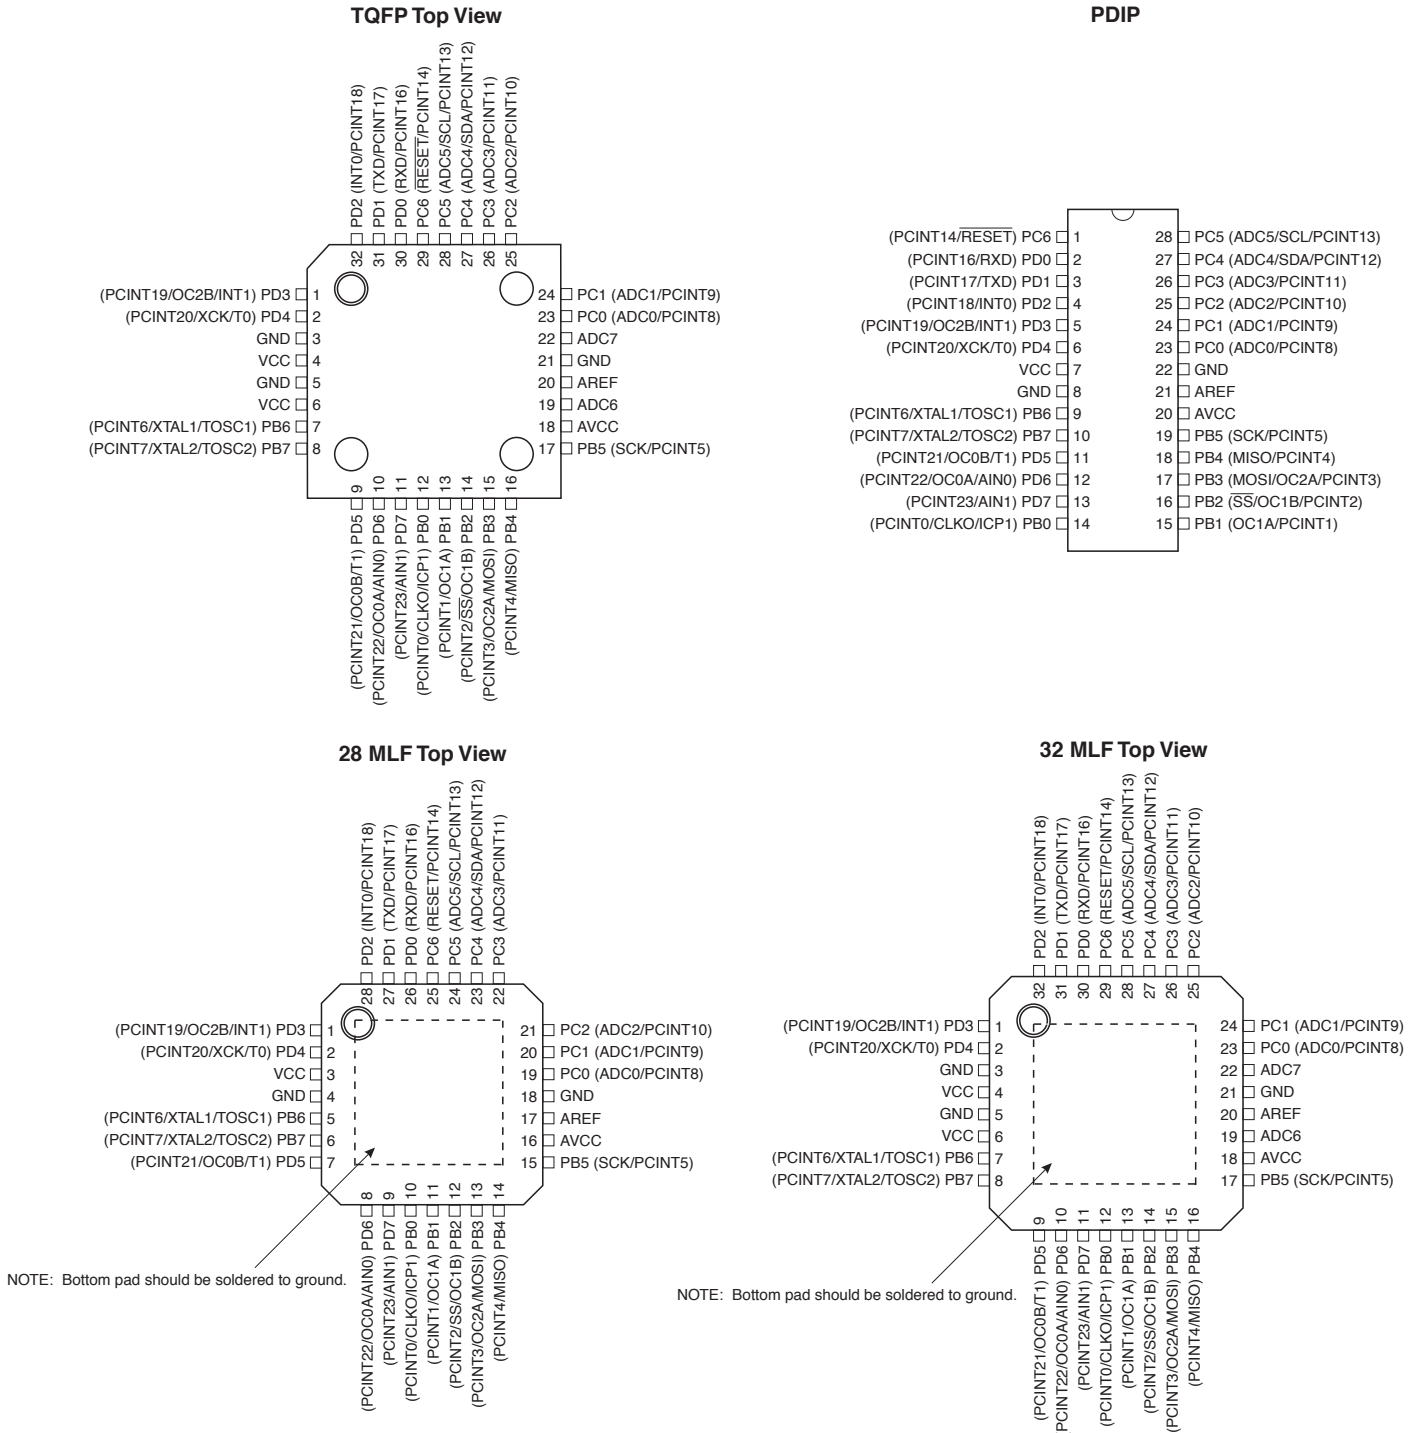 TQFP Top View
PD2 (INT0/PCINT18)
PD1 (TXD/PCINT17)
PD0 (RXD/PCINT16)
PC6 (RESET/PCINT14)
PC5 (ADC5/SCL/PCINT13)
PC4 (ADC4/SDA/PCINT12)
PC3 (ADC3/PCINT11)
PC2 (ADC2/PCINT10)
32
31
30
29
28
27
26
25
(PCINT19/OC2B/INT1) PD3 1
(PCINT20/XCK/T0) PD4 2
GND 3
VCC 4
GND 5
VCC 6
(PCINT6/XTAL1/TOSC1) PB6 7
(PCINT7/XTAL2/TOSC2) PB7 8
24 PC1 (ADC1/PCINT9)
23 PC0 (ADC0/PCINT8)
22 ADC7
21 GND
20 AREF
19 ADC6
18 AVCC
17 PB5 (SCK/PCINT5)
9
10
11
12
13
14
15
16
(PCINT21/OC0B/T1) PD5
(PCINT22/OC0A/AIN0) PD6
(PCINT23/AIN1) PD7
(PCINT0/CLKO/ICP1) PB0
(PCINT1/OC1A) PB1
(PCINT2/SS/OC1B) PB2
(PCINT3/OC2A/MOSI) PB3
(PCINT4/MISO) PB4
PDIP
(PCINT14/RESET) PC6 1
(PCINT16/RXD) PD0 2
(PCINT17/TXD) PD1 3
(PCINT18/INT0) PD2 4
(PCINT19/OC2B/INT1) PD3 5
(PCINT20/XCK/T0) PD4 6
VCC 7
GND 8
(PCINT6/XTAL1/TOSC1) PB6 9
(PCINT7/XTAL2/TOSC2) PB7 10
(PCINT21/OC0B/T1) PD5 11
(PCINT22/OC0A/AIN0) PD6 12
(PCINT23/AIN1) PD7 13
(PCINT0/CLKO/ICP1) PB0 14
28 PC5 (ADC5/SCL/PCINT13)
27 PC4 (ADC4/SDA/PCINT12)
26 PC3 (ADC3/PCINT11)
25 PC2 (ADC2/PCINT10)
24 PC1 (ADC1/PCINT9)
23 PC0 (ADC0/PCINT8)
22 GND
21 AREF
20 AVCC
19 PB5 (SCK/PCINT5)
18 PB4 (MISO/PCINT4)
17 PB3 (MOSI/OC2A/PCINT3)
16 PB2 (SS/OC1B/PCINT2)
15 PB1 (OC1A/PCINT1)
28 MLF Top View
PD2 (INT0/PCINT18)
PD1 (TXD/PCINT17)
PD0 (RXD/PCINT16)
PC6 (RESET/PCINT14)
PC5 (ADC5/SCL/PCINT13)
PC4 (ADC4/SDA/PCINT12)
PC3 (ADC3/PCINT11)
28
27
26
25
24
23
22
(PCINT19/OC2B/INT1) PD3 1
(PCINT20/XCK/T0) PD4 2
VCC 3
GND 4
(PCINT6/XTAL1/TOSC1) PB6 5
(PCINT7/XTAL2/TOSC2) PB7 6
(PCINT21/OC0B/T1) PD5 7
21 PC2 (ADC2/PCINT10)
20 PC1 (ADC1/PCINT9)
19 PC0 (ADC0/PCINT8)
18 GND
17 AREF
16 AVCC
15 PB5 (SCK/PCINT5)
8
9
10
11
12
13
14
(PCINT22/OC0A/AIN0) PD6
(PCINT23/AIN1) PD7
(PCINT0/CLKO/ICP1) PB0
(PCINT1/OC1A) PB1
(PCINT2/SS/OC1B) PB2
(PCINT3/OC2A/MOSI) PB3
(PCINT4/MISO) PB4
NOTE: Bottom pad should be soldered to ground.
32 MLF Top View
PD2 (INT0/PCINT18)
PD1 (TXD/PCINT17)
PD0 (RXD/PCINT16)
PC6 (RESET/PCINT14)
PC5 (ADC5/SCL/PCINT13)
PC4 (ADC4/SDA/PCINT12)
PC3 (ADC3/PCINT11)
PC2 (ADC2/PCINT10)
32
31
30
29
28
27
26
25
(PCINT19/OC2B/INT1) PD3 1
(PCINT20/XCK/T0) PD4 2
GND 3
VCC 4
GND 5
VCC 6
(PCINT6/XTAL1/TOSC1) PB6 7
(PCINT7/XTAL2/TOSC2) PB7 8
24 PC1 (ADC1/PCINT9)
23 PC0 (ADC0/PCINT8)
22 ADC7
21 GND
20 AREF
19 ADC6
18 AVCC
17 PB5 (SCK/PCINT5)
9
10
11
12
13
14
15
16
(PCINT21/OC0B/T1) PD5
(PCINT22/OC0A/AIN0) PD6
(PCINT23/AIN1) PD7
(PCINT0/CLKO/ICP1) PB0
(PCINT1/OC1A) PB1
(PCINT2/SS/OC1B) PB2
(PCINT3/OC2A/MOSI) PB3
(PCINT4/MISO) PB4
NOTE: Bottom pad should be soldered to ground.